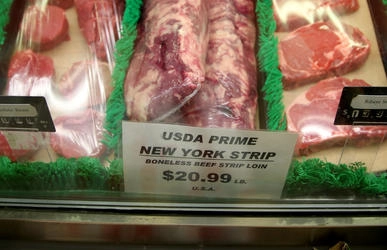 USDA PRIME
NEW YORK STRIP
BONELESS BEEF STRIP LOIN
$20.99 LB.
U.S.A.